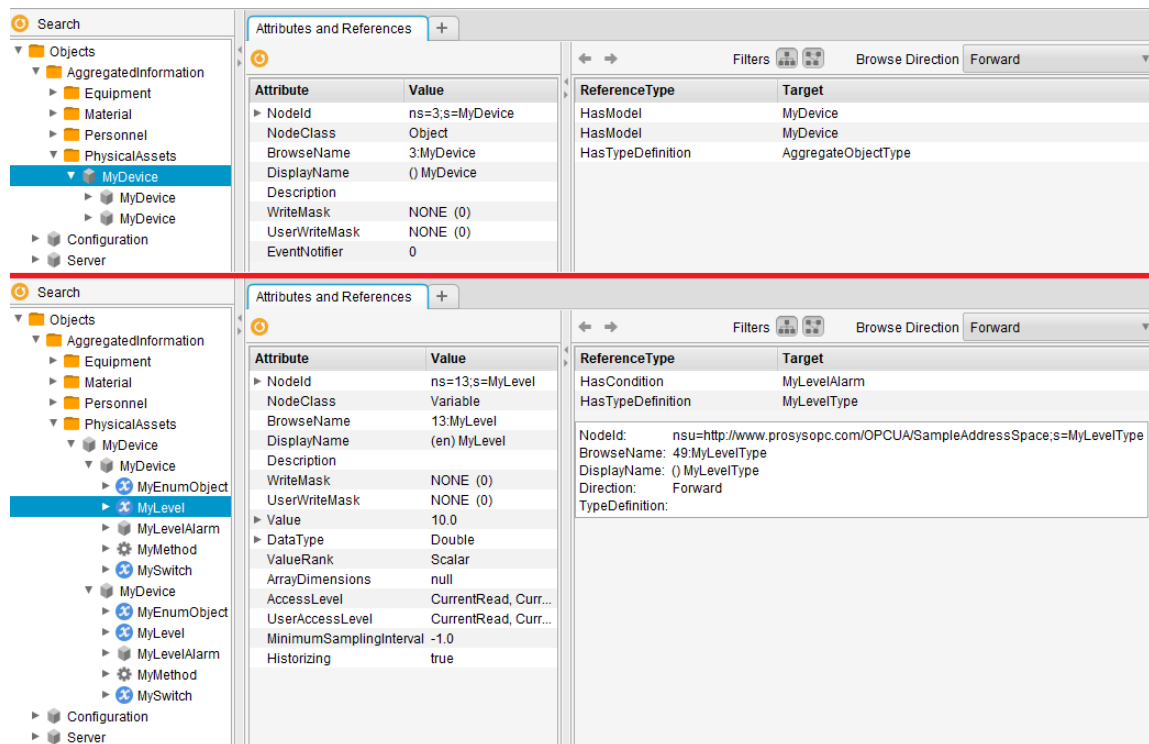 Search
Objects
AggregatedInformation
Equipment
Material
Personnel
PhysicalAssets
MyDevice
MyDevice
MyDevice
Configuration
Server
Attributes and References +
Attribute Value
NodeId ns=3;s=MyDevice
NodeClass Object
BrowseName 3:MyDevice
DisplayName () MyDevice
Description
WriteMask NONE (0)
UserWriteMask NONE (0)
EventNotifier 0
Filters Browse Direction Forward
ReferenceType Target
HasModel MyDevice
HasModel MyDevice
HasTypeDefinition AggregateObjectType
Search
Objects
AggregatedInformation
Equipment
Material
Personnel
PhysicalAssets
MyDevice
MyDevice
MyEnumObject
MyLevel
MyLevelAlarm
MyMethod
MySwitch
MyDevice
MyEnumObject
MyLevel
MyLevelAlarm
MyMethod
MySwitch
Configuration
Server
Attributes and References +
Attribute Value
NodeId ns=13;s=MyLevel
NodeClass Variable
BrowseName 13:MyLevel
DisplayName (en) MyLevel
Description
WriteMask NONE (0)
UserWriteMask NONE (0)
Value 10.0
DataType Double
ValueRank Scalar
ArrayDimensions null
AccessLevel CurrentRead, Curr...
UserAccessLevel CurrentRead, Curr...
MinimumSamplingInterval -1.0
Historizing true
Filters Browse Direction Forward
ReferenceType Target
HasCondition MyLevelAlarm
HasTypeDefinition MyLevelType
NodeId: nsu=http://www.prosysopc.com/OPCUA/SampleAddressSpace;s=MyLevelType
BrowseName: 49:MyLevelType
DisplayName: () MyLevelType
Direction: Forward
TypeDefinition: